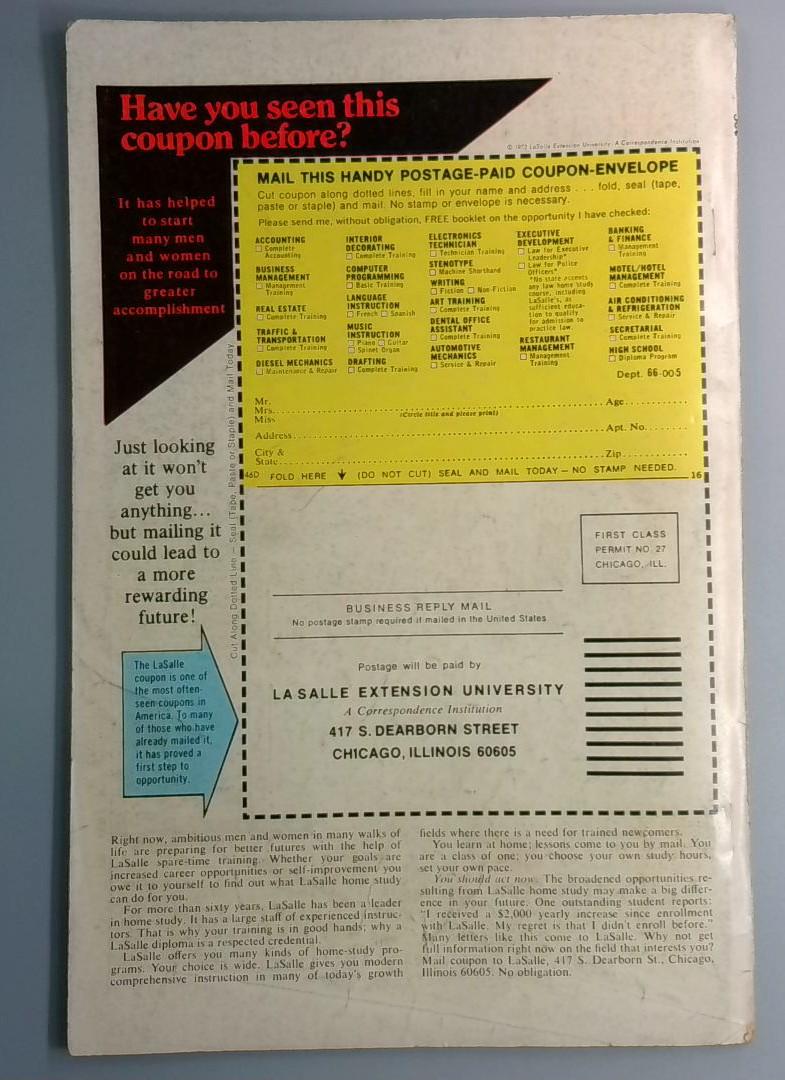 Have you seen this
coupon before?
© 1972 LaSalle Extension University, A Correspondence Institution
It has helped
to start
many men
and women
on the road to
greater
accomplishment
MAIL THIS HANDY POSTAGE-PAID COUPON-ENVELOPE
Cut coupon along dotted lines, fill in your name and address . . . fold, seal (tape,
paste or staple) and mail. No stamp or envelope is necessary.
Please send me, without obligation, FREE booklet on the opportunity I have checked:
ACCOUNTING
☐ Complete
Accounting
BUSINESS
MANAGEMENT
☐ Management
Training
REAL ESTATE
☐ Complete Training
TRAFFIC &
TRANSPORTATION
☐ Complete Training
DIESEL MECHANICS
☐ Maintenance & Repair
INTERIOR
DECORATING
☐ Complete Training
COMPUTER
PROGRAMMING
☐ Basic Training
LANGUAGE
INSTRUCTION
☐ French ☐ Spanish
MUSIC
INSTRUCTION
☐ Piano ☐ Guitar
☐ Spinet Organ
DRAFTING
☐ Complete Training
ELECTRONICS
TECHNICIAN
☐ Technician Training
STENOTYPE
☐ Machine Shorthand
WRITING
☐ Fiction ☐ Non-Fiction
ART TRAINING
☐ Complete Training
DENTAL OFFICE
ASSISTANT
☐ Complete Training
AUTOMOTIVE
MECHANICS
☐ Service & Repair
EXECUTIVE
DEVELOPMENT
☐ Law for Executive
Leadership*
☐ Law for Police
Officers*
*No state accepts
any law home study
course, including
LaSalle's, as
sufficient educa-
tion to qualify
for admission to
practice law.
RESTAURANT
MANAGEMENT
☐ Management
Training
BANKING
& FINANCE
☐ Management
Training
MOTEL/HOTEL
MANAGEMENT
☐ Complete Training
AIR CONDITIONING
& REFRIGERATION
☐ Service & Repair
SECRETARIAL
☐ Complete Training
HIGH SCHOOL
☐ Diploma Program
Dept. 66-005
Mr.
Mrs. Age
Miss (Circle title and please print)
Address Apt. No.
City &
State Zip
46D FOLD HERE (DO NOT CUT) SEAL AND MAIL TODAY — NO STAMP NEEDED. 16
Cut Along Dotted Line — Seal (Tape, Paste or Staple) and Mail Today
Just looking
at it won't
get you
anything...
but mailing it
could lead to
a more
rewarding
future!
The LaSalle
coupon is one of
the most often-
seen coupons in
America. To many
of those who have
already mailed it,
it has proved a
first step to
opportunity.
FIRST CLASS
PERMIT NO. 27
CHICAGO, ILL.
BUSINESS REPLY MAIL
No postage stamp required if mailed in the United States
Postage will be paid by
LA SALLE EXTENSION UNIVERSITY
A Correspondence Institution
417 S. DEARBORN STREET
CHICAGO, ILLINOIS 60605
Right now, ambitious men and women in many walks of
life are preparing for better futures with the help of
LaSalle spare-time training. Whether your goals are
increased career opportunities or self-improvement you
owe it to yourself to find out what LaSalle home study
can do for you.
For more than sixty years, LaSalle has been a leader
in home study. It has a large staff of experienced instruc-
tors. That is why your training is in good hands; why a
LaSalle diploma is a respected credential.
LaSalle offers you many kinds of home-study pro-
grams. Your choice is wide. LaSalle gives you modern
comprehensive instruction in many of today's growth
fields where there is a need for trained newcomers.
You learn at home; lessons come to you by mail. You
are a class of one; you choose your own study hours,
set your own pace.
You should act now. The broadened opportunities re-
sulting from LaSalle home study may make a big differ-
ence in your future. One outstanding student reports:
"I received a $2,000 yearly increase since enrollment
with LaSalle. My regret is that I didn't enroll before."
Many letters like this come to LaSalle. Why not get
full information right now on the field that interests you?
Mail coupon to LaSalle, 417 S. Dearborn St., Chicago,
Illinois 60605. No obligation.